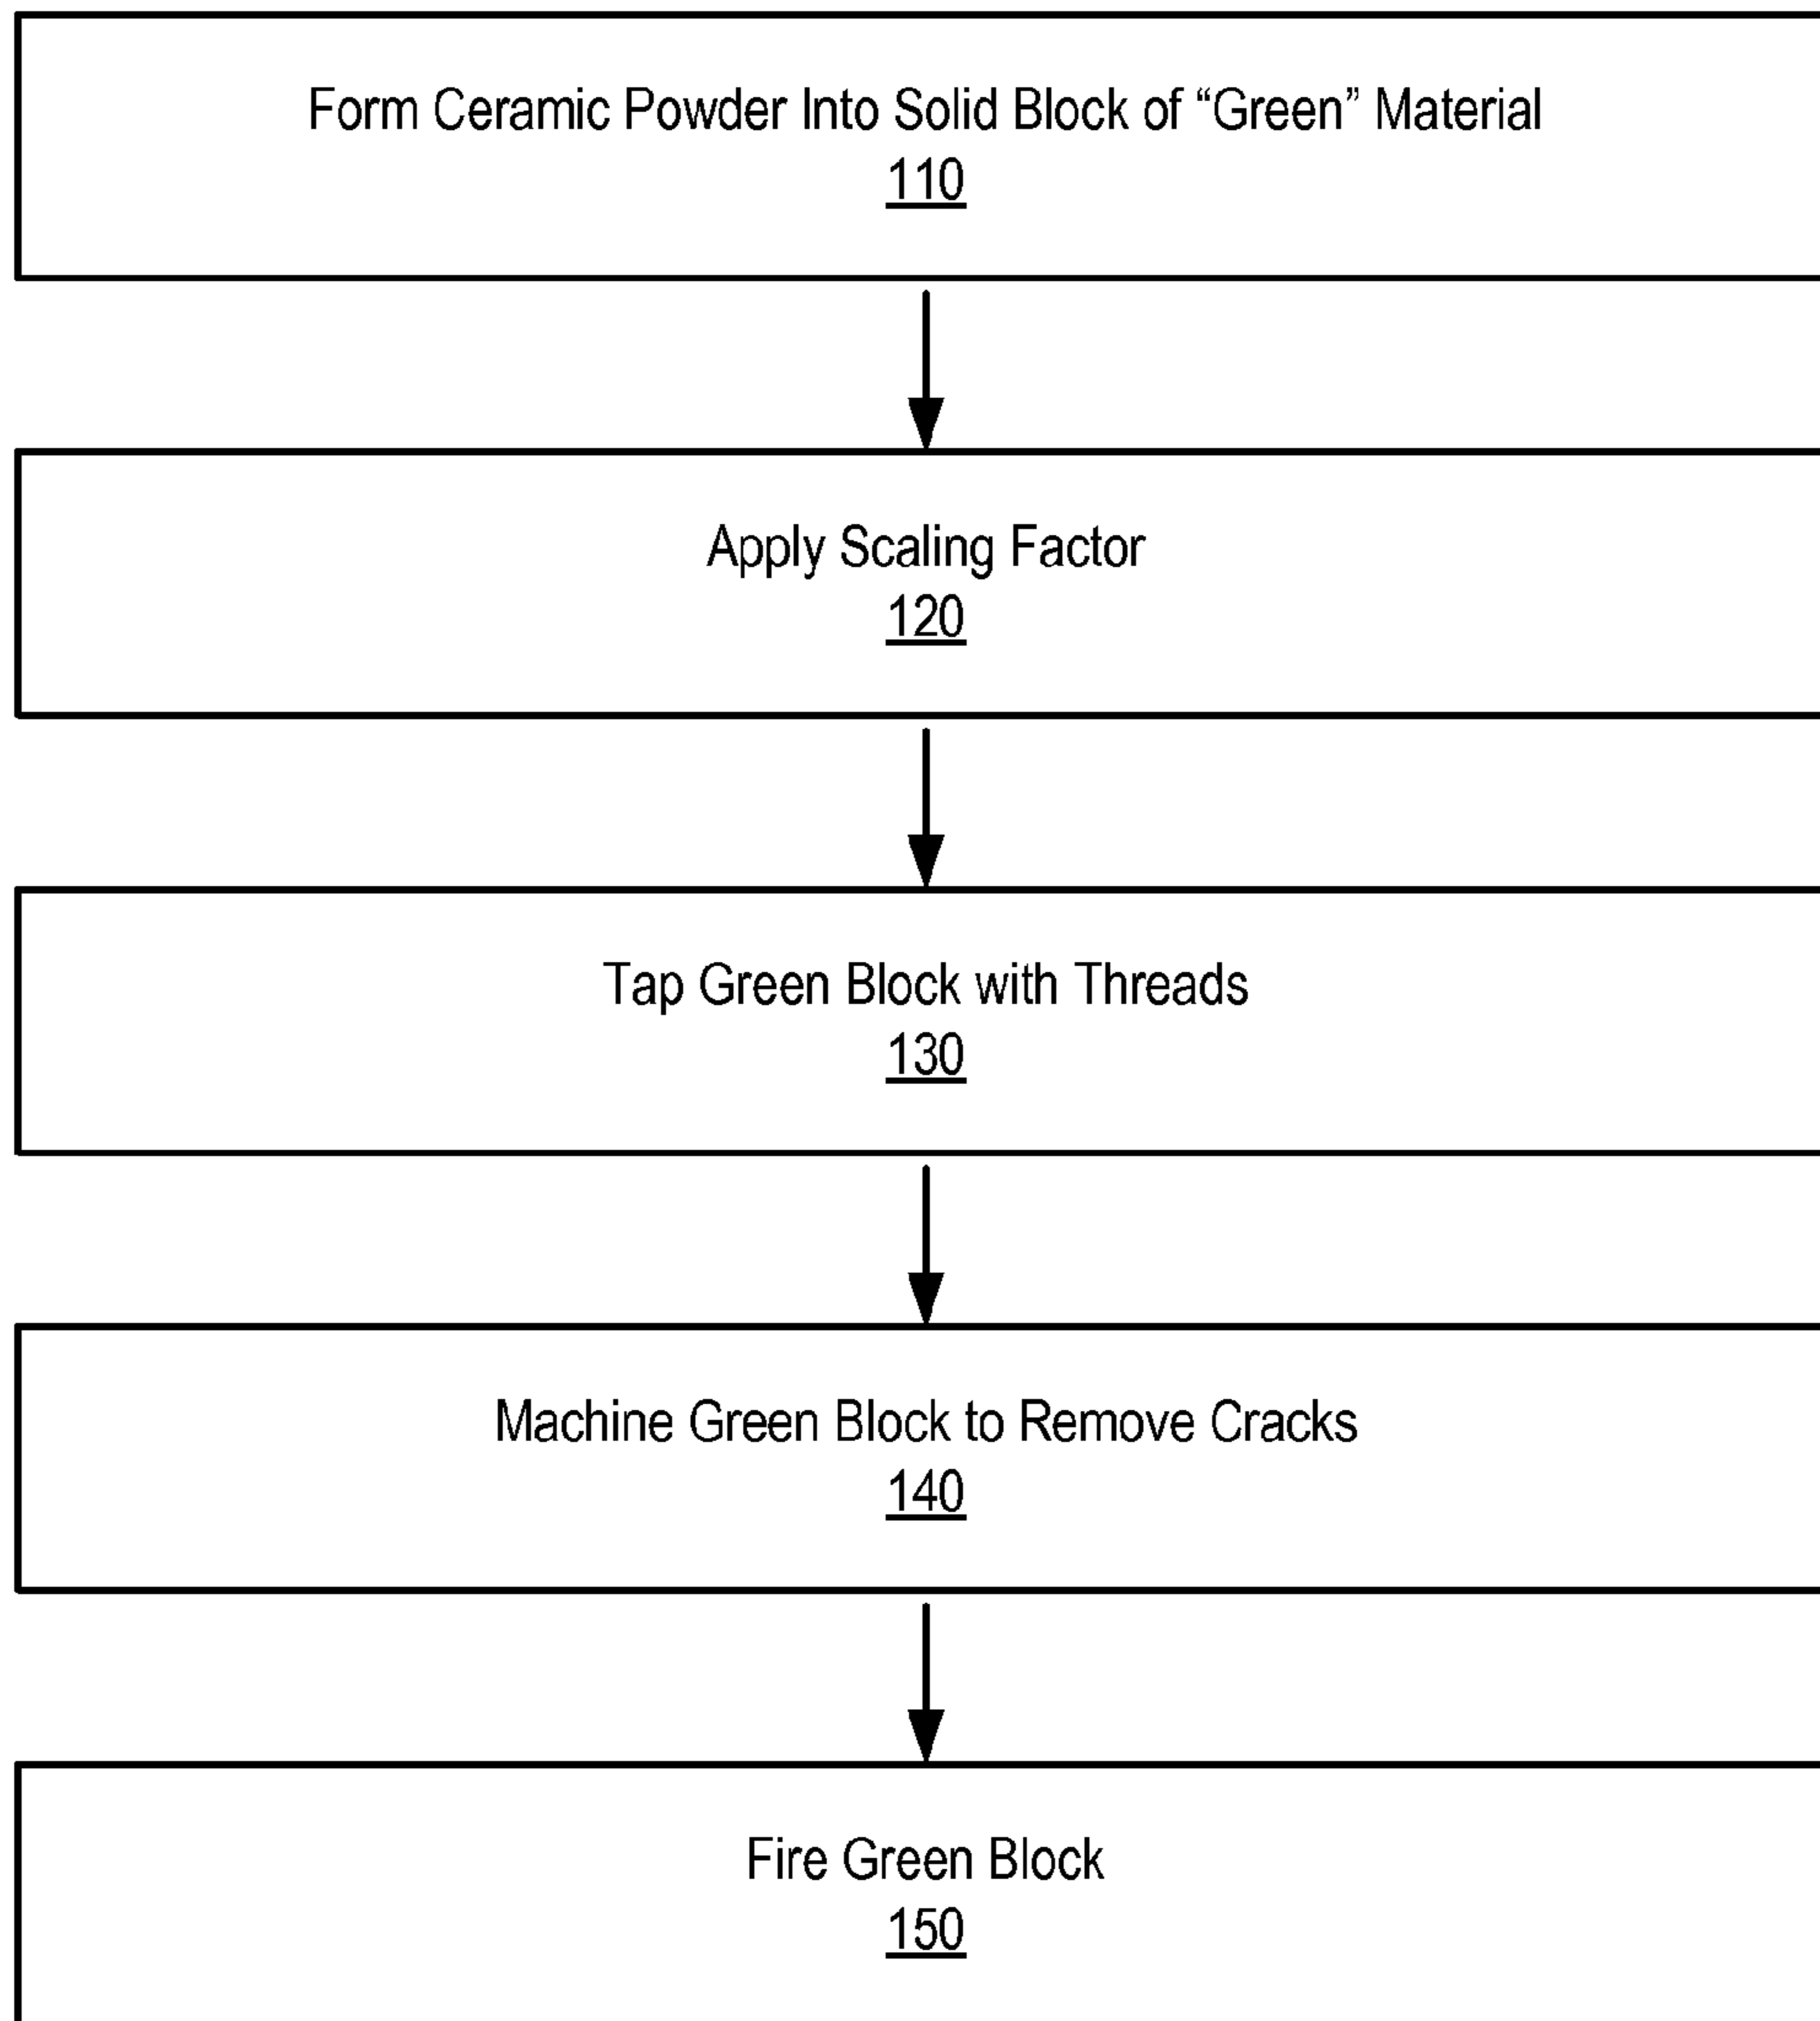 Form Ceramic Powder Into Solid Block of “Green” Material
110
Apply Scaling Factor
120
Tap Green Block with Threads
130
Machine Green Block to Remove Cracks
140
Fire Green Block
150